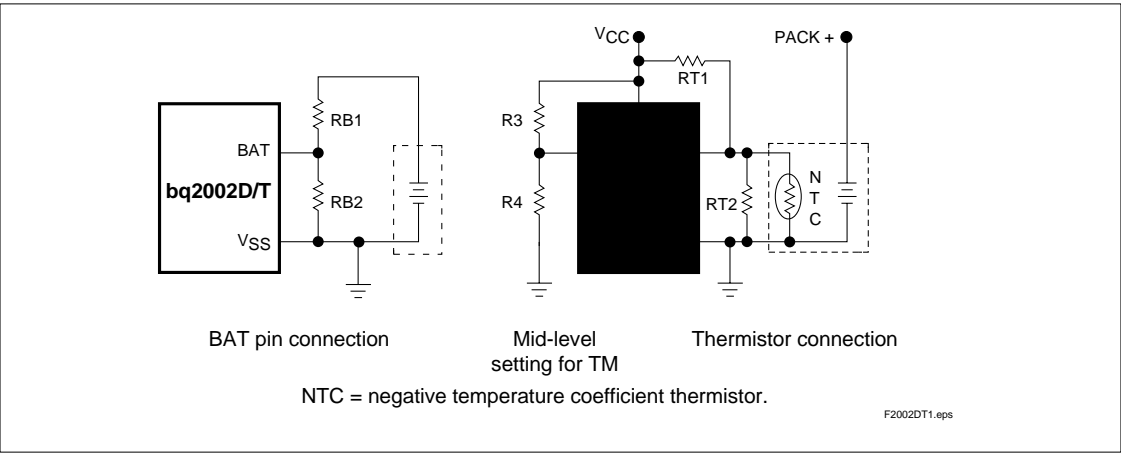 VCC
PACK +
RT1
RB1
R3
BAT
bq2002D/T
RB2
R4
RT2
N
T
C
VSS
BAT pin connection
Mid-level
setting for TM
Thermistor connection
NTC = negative temperature coefficient thermistor.
F2002DT1.eps